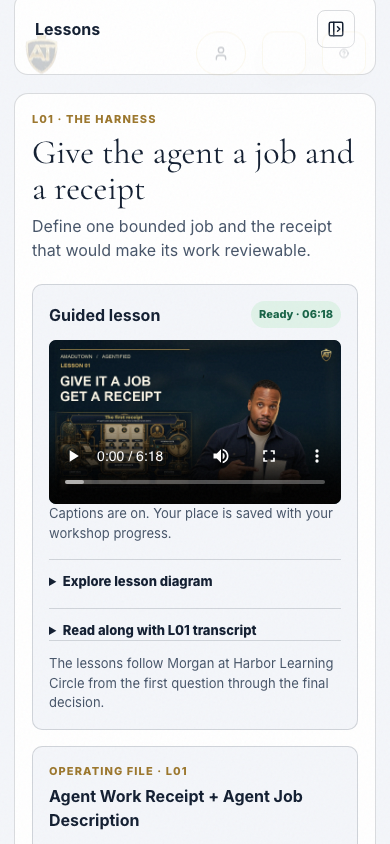 Lessons
AT
L01 · THE HARNESS
Give the agent a job and
a receipt
Define one bounded job and the receipt
that would make its work reviewable.
Guided lesson
Ready · 06:18
AMADUTOWN / AGENTIFIED
LESSON 01
GIVE IT A JOB
GET A RECEIPT
The first receipt
0:00 / 6:18
Captions are on. Your place is saved with your
workshop progress.
Explore lesson diagram
Read along with L01 transcript
The lessons follow Morgan at Harbor Learning
Circle from the first question through the final
decision.
OPERATING FILE · L01
Agent Work Receipt + Agent Job
Description